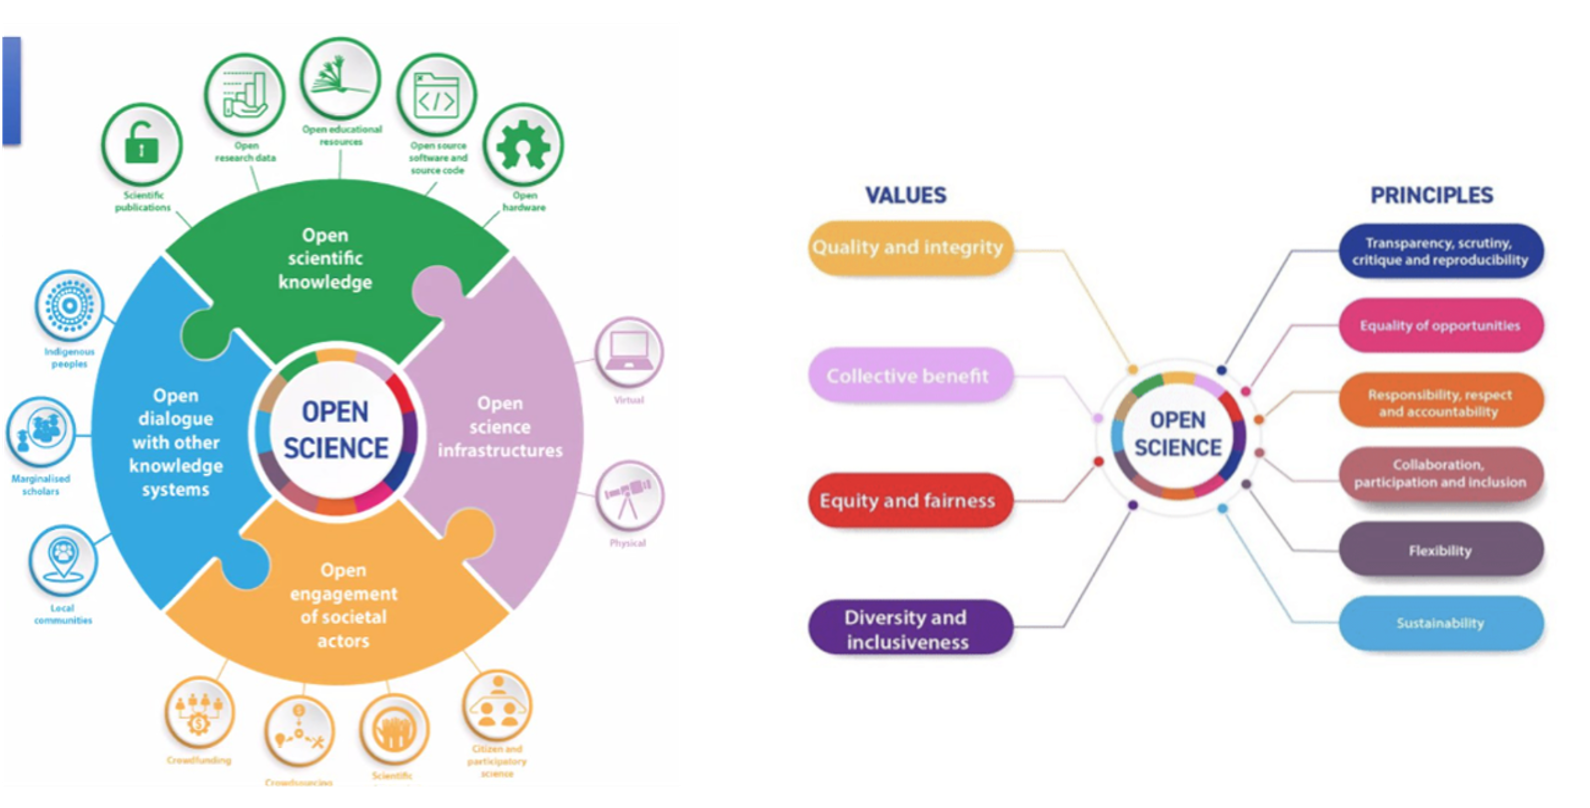 Open educational
resources
Open
research data
Open source
software and
source code
Scientific
publications
Open
hardware
Open
scientific
knowledge
Indigenous
peoples
Marginalised
scholars
Local
communities
Open
dialogue
with other
knowledge
systems
OPEN
SCIENCE
Open
science
infrastructures
Virtual
Physical
Open
engagement
of societal
actors
Crowdfunding
Crowdsourcing
Scientific
Citizen and
participatory
science
VALUES
Quality and integrity
Collective benefit
Equity and fairness
Diversity and
inclusiveness
OPEN
SCIENCE
PRINCIPLES
Transparency, scrutiny,
critique and reproducibility
Equality of opportunities
Responsibility, respect
and accountability
Collaboration,
participation and inclusion
Flexibility
Sustainability